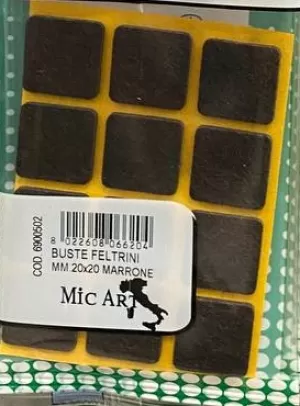 COD. 6900502
8 022608 066204
BUSTE FELTRINI
MM 20x20 MARRONE
MIC ART